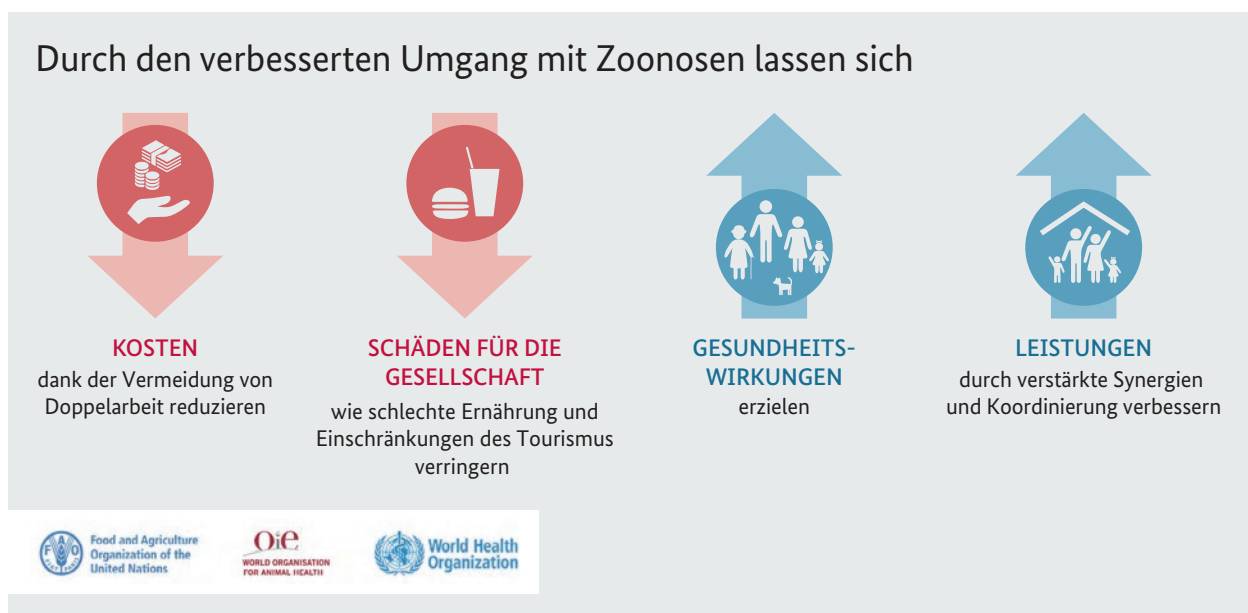 Durch den verbesserten Umgang mit Zoonosen lassen sich
KOSTEN
dank der Vermeidung von
Doppelarbeit reduzieren
SCHÄDEN FÜR DIE
GESELLSCHAFT
wie schlechte Ernährung und
Einschränkungen des Tourismus
verringern
GESUNDHEITS-
WIRKUNGEN
erzielen
LEISTUNGEN
durch verstärkte Synergien
und Koordinierung verbessern
FAO
Food and Agriculture
Organization of the
United Nations
Oie
WORLD ORGANISATION
FOR ANIMAL HEALTH
World Health
Organization